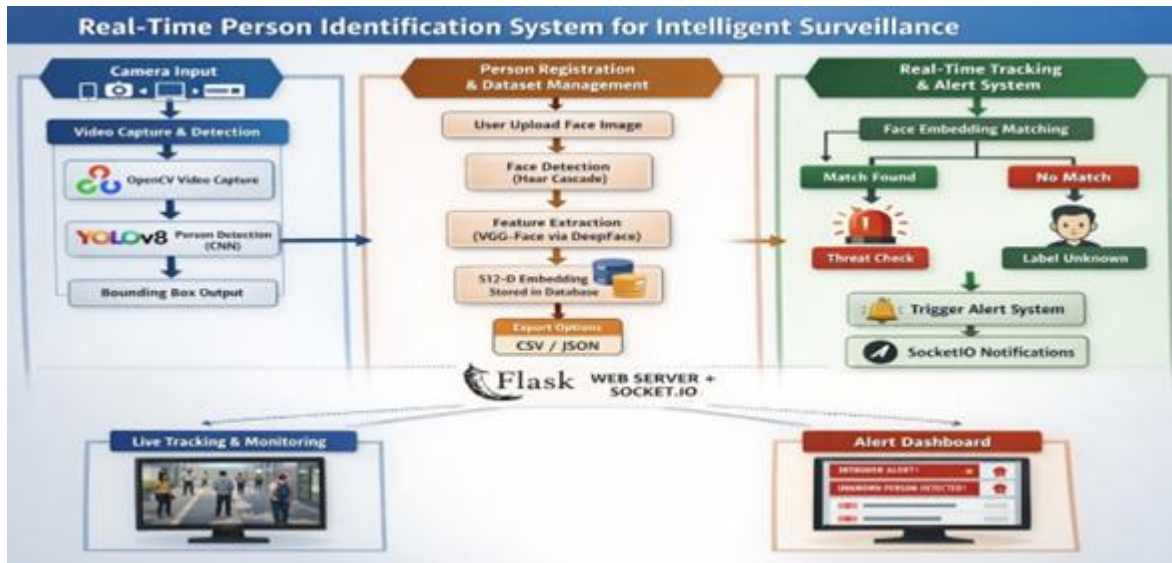 Real-Time Person Identification System for Intelligent Surveillance
Camera Input
Video Capture & Detection
OpenCV Video Capture
YOLOv8 Person Detection
(CNN)
Bounding Box Output
Person Registration
& Dataset Management
User Upload Face Image
Face Detection
(Haar Cascade)
Feature Extraction
(VGG-Face via DeepFace)
512-D Embedding
Stored in Database
Export Options
CSV / JSON
Real-Time Tracking
& Alert System
Face Embedding Matching
Match Found
No Match
Threat Check
Label Unknown
Trigger Alert System
SocketIO Notifications
Flask WEB SERVER +
SOCKET.IO
Live Tracking & Monitoring
Alert Dashboard
INTRUDER ALERT!
UNKNOWN PERSON DETECTED!